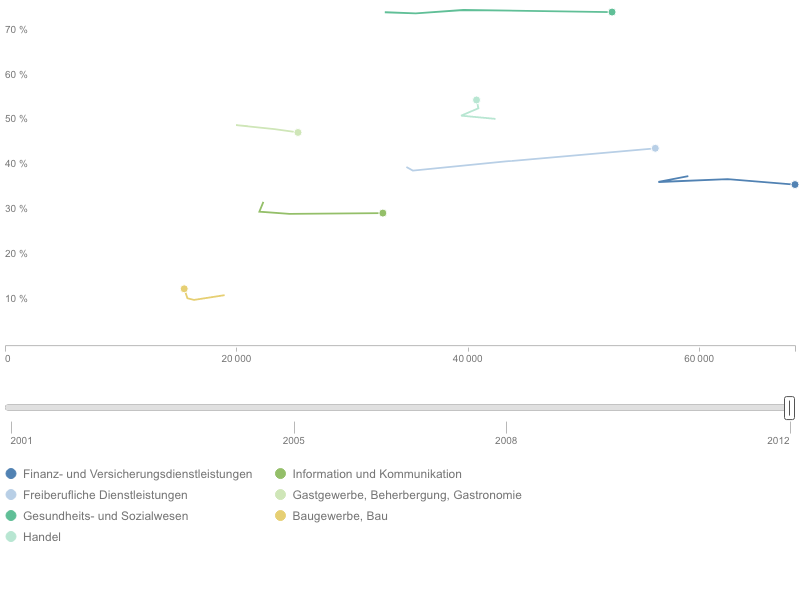 70 %
60 %
50 %
40 %
30 %
20 %
10 %
0 20 000 40 000 60 000
2001 2005 2008 2012
Finanz- und Versicherungsdienstleistungen
Freiberufliche Dienstleistungen
Gesundheits- und Sozialwesen
Handel
Information und Kommunikation
Gastgewerbe, Beherbergung, Gastronomie
Baugewerbe, Bau